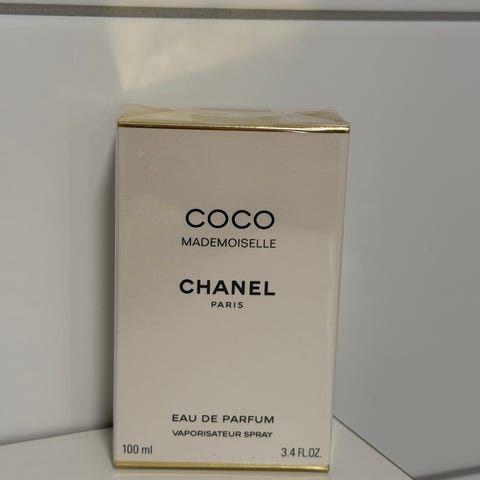 COCO
MADEMOISELLE
CHANEL
PARIS
EAU DE PARFUM
VAPORISATEUR SPRAY
100 ml 3.4 FL.OZ.